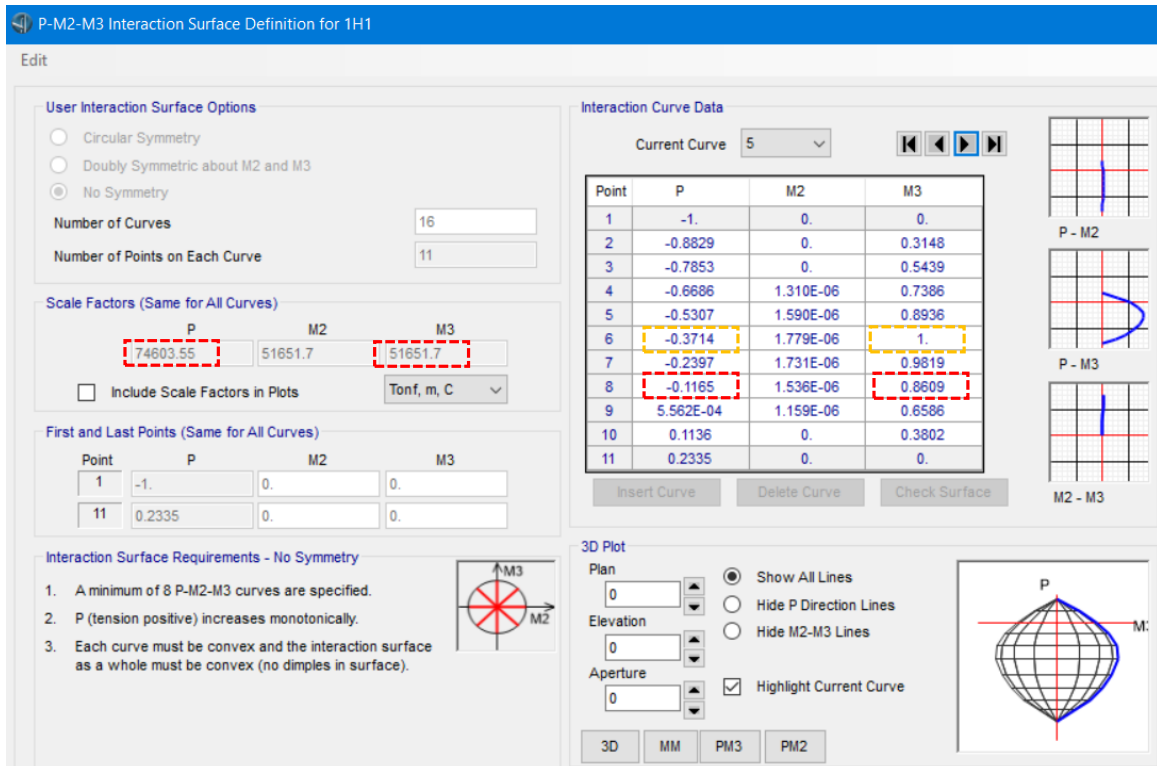 P-M2-M3 Interaction Surface Definition for 1H1
Edit
User Interaction Surface Options
Circular Symmetry
Doubly Symmetric about M2 and M3
No Symmetry
Number of Curves 16
Number of Points on Each Curve 11
Scale Factors (Same for All Curves)
P M2 M3
74603.55 51651.7 51651.7
Include Scale Factors in Plots Tonf, m, C
First and Last Points (Same for All Curves)
Point P M2 M3
1 -1. 0. 0.
11 0.2335 0. 0.
Interaction Surface Requirements - No Symmetry
1. A minimum of 8 P-M2-M3 curves are specified.
2. P (tension positive) increases monotonically.
3. Each curve must be convex and the interaction surface
as a whole must be convex (no dimples in surface).
M3
M2
Interaction Curve Data
Current Curve 5
Point P M2 M3
1 -1. 0. 0.
2 -0.8829 0. 0.3148
3 -0.7853 0. 0.5439
4 -0.6686 1.310E-06 0.7386
5 -0.5307 1.590E-06 0.8936
6 -0.3714 1.779E-06 1.
7 -0.2397 1.731E-06 0.9819
8 -0.1165 1.536E-06 0.8609
9 5.562E-04 1.159E-06 0.6586
10 0.1136 0. 0.3802
11 0.2335 0. 0.
Insert Curve Delete Curve Check Surface
P - M2
P - M3
M2 - M3
3D Plot
Plan
0
Elevation
0
Aperture
0
Show All Lines
Hide P Direction Lines
Hide M2-M3 Lines
Highlight Current Curve
3D MM PM3 PM2
P